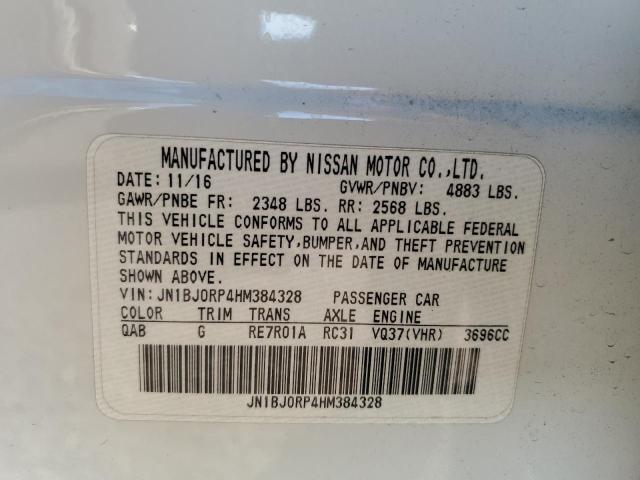 MANUFACTURED BY NISSAN MOTOR CO.,LTD.
DATE: 11/16 GVWR/PNBV: 4883 LBS.
GAWR/PNBE FR: 2348 LBS. RR: 2568 LBS.
THIS VEHICLE CONFORMS TO ALL APPLICABLE FEDERAL
MOTOR VEHICLE SAFETY,BUMPER,AND THEFT PREVENTION
STANDARDS IN EFFECT ON THE DATE OF MANUFACTURE
SHOWN ABOVE.
VIN:JN1BJ0RP4HM384328 PASSENGER CAR
COLOR TRIM TRANS AXLE ENGINE
QAB G RE7R01A RC31 VQ37(VHR) 3696CC
JN1BJ0RP4HM384328